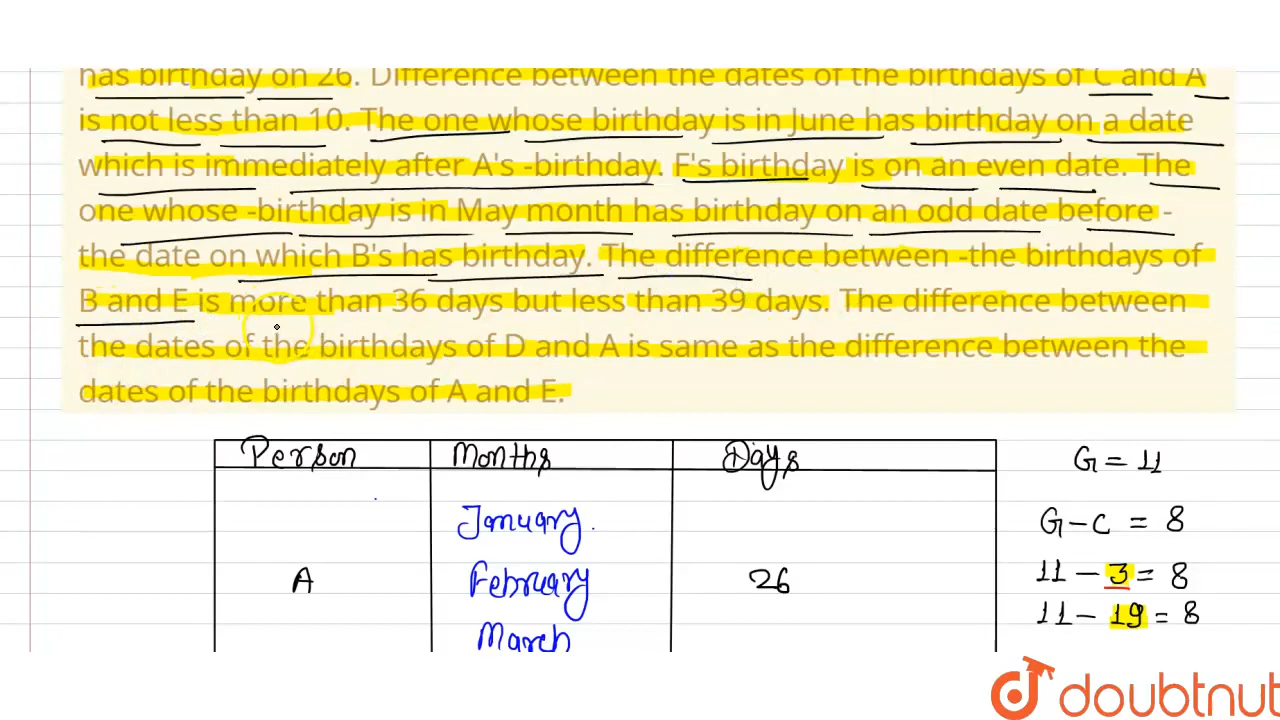 has birthday on 26. Difference between the dates of the birthdays of C and A
is not less than 10. The one whose birthday is in June has birthday on a date
which is immediately after A's -birthday. F's birthday is on an even date. The
one whose -birthday is in May month has birthday on an odd date before -
the date on which B's has birthday. The difference between -the birthdays of
B and E is more than 36 days but less than 39 days. The difference between
the dates of the birthdays of D and A is same as the difference between the
dates of the birthdays of A and E.
Person Months Days
January.
A February 26
March
G = 11
G - C = 8
11 - 3 = 8
11 - 19 = 8
doubtnut